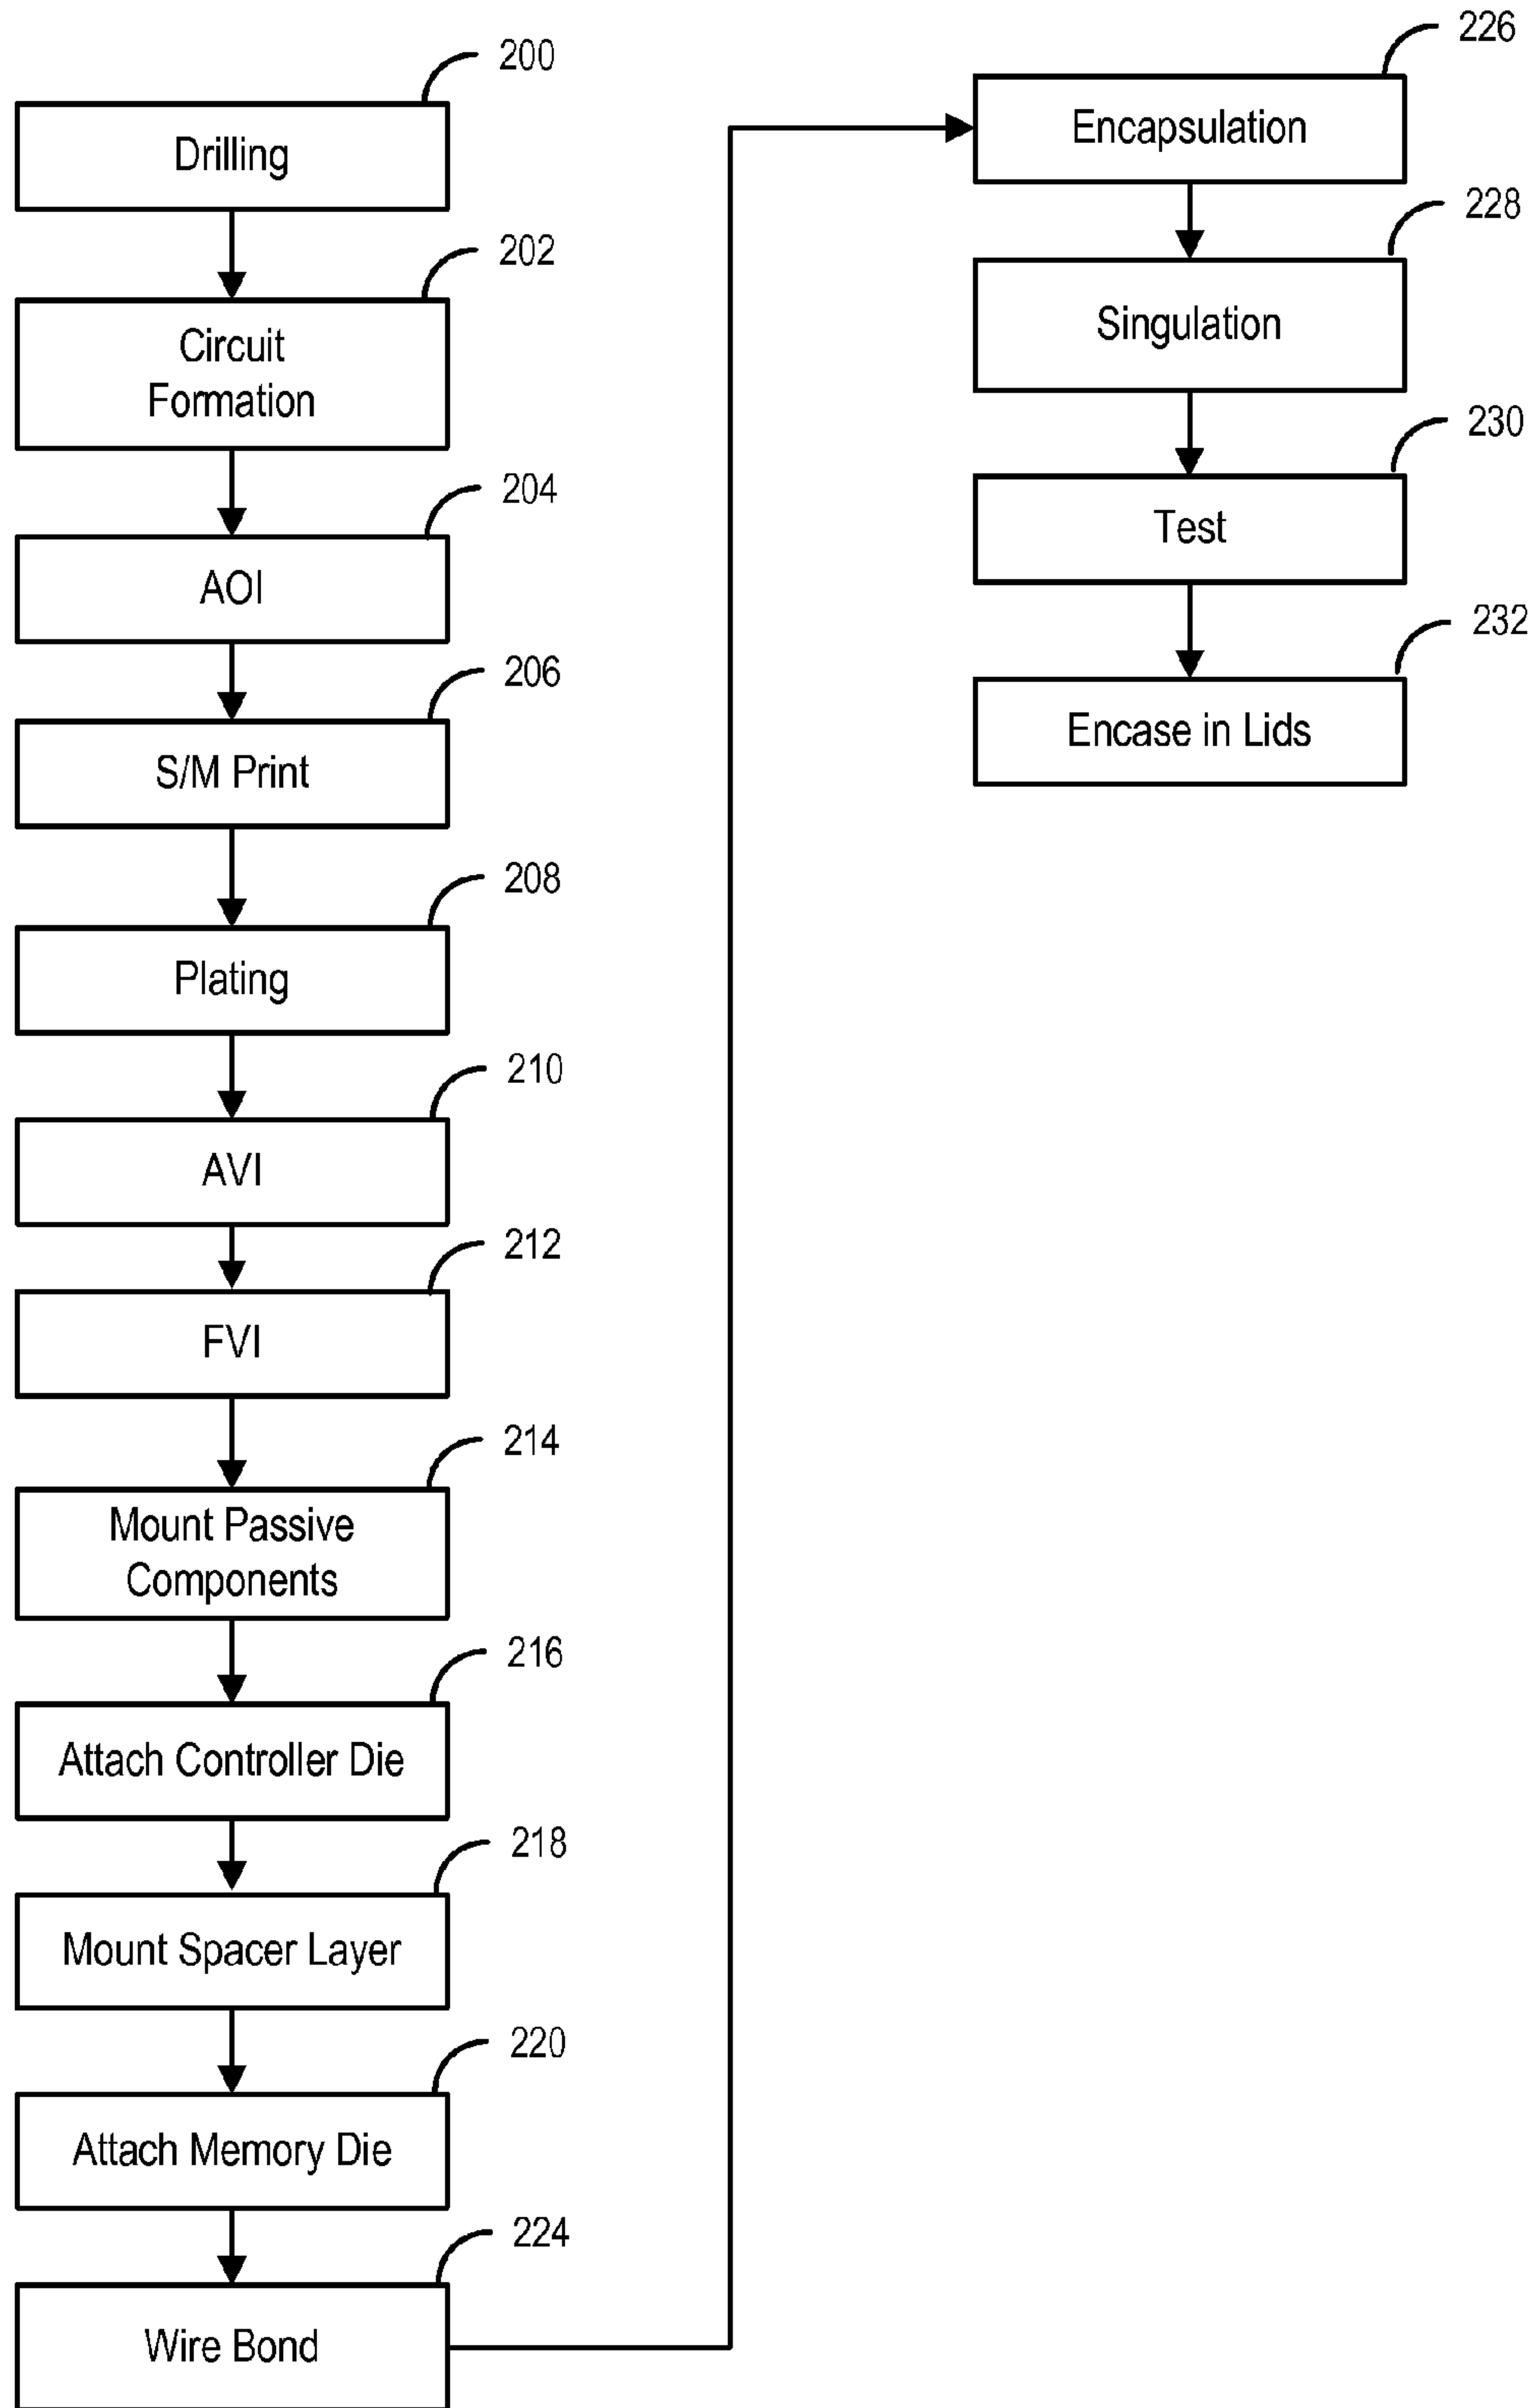 200
Drilling
202
Circuit
Formation
204
AOI
206
S/M Print
208
Plating
210
AVI
212
FVI
214
Mount Passive
Components
216
Attach Controller Die
218
Mount Spacer Layer
220
Attach Memory Die
224
Wire Bond
226
Encapsulation
228
Singulation
230
Test
232
Encase in Lids